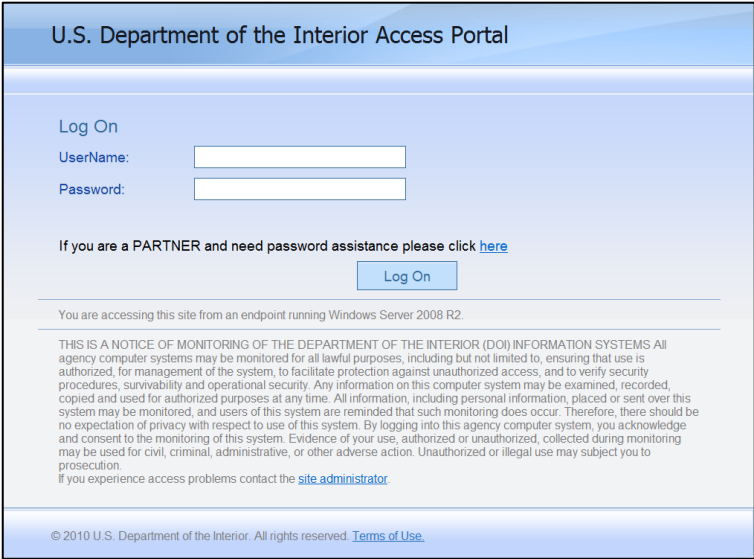 U.S. Department of the Interior Access Portal
Log On
UserName:
Password:
If you are a PARTNER and need password assistance please click here
Log On
You are accessing this site from an endpoint running Windows Server 2008 R2.
THIS IS A NOTICE OF MONITORING OF THE DEPARTMENT OF THE INTERIOR (DOI) INFORMATION SYSTEMS All
agency computer systems may be monitored for all lawful purposes, including but not limited to, ensuring that use is
authorized, for management of the system, to facilitate protection against unauthorized access, and to verify security
procedures, survivability and operational security. Any information on this computer system may be examined, recorded,
copied and used for authorized purposes at any time. All information, including personal information, placed or sent over this
system may be monitored, and users of this system are reminded that such monitoring does occur. Therefore, there should be
no expectation of privacy with respect to use of this system. By logging into this agency computer system, you acknowledge
and consent to the monitoring of this system. Evidence of your use, authorized or unauthorized, collected during monitoring
may be used for civil, criminal, administrative, or other adverse action. Unauthorized or illegal use may subject you to
prosecution.
If you experience access problems contact the site administrator.
© 2010 U.S. Department of the Interior. All rights reserved. Terms of Use.